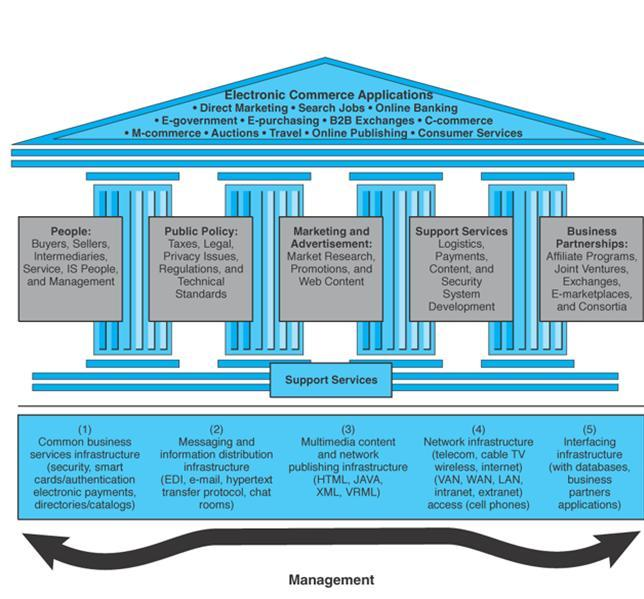 Electronic Commerce Applications
• Direct Marketing • Search Jobs • Online Banking
• E-government • E-purchasing • B2B Exchanges • C-commerce
• M-commerce • Auctions • Travel • Online Publishing • Consumer Services
People:
Buyers, Sellers,
Intermediaries,
Service, IS People,
and Management
Public Policy:
Taxes, Legal,
Privacy Issues,
Regulations, and
Technical
Standards
Marketing and
Advertisement:
Market Research,
Promotions, and
Web Content
Support Services
Logistics,
Payments,
Content, and
Security
System
Development
Business
Partnerships:
Affiliate Programs,
Joint Ventures,
Exchanges,
E-marketplaces,
and Consortia
Support Services
(1)
Common business
services infrastructure
(security, smart
cards/authentication
electronic payments,
directories/catalogs)
(2)
Messaging and
information distribution
infrastructure
(EDI, e-mail, hypertext
transfer protocol, chat
rooms)
(3)
Multimedia content
and network
publishing infrastructure
(HTML, JAVA,
XML, VRML)
(4)
Network infrastructure
(telecom, cable TV
wireless, internet)
(VAN, WAN, LAN,
intranet, extranet)
access (cell phones)
(5)
Interfacing
infrastructure
(with databases,
business
partners
applications)
Management